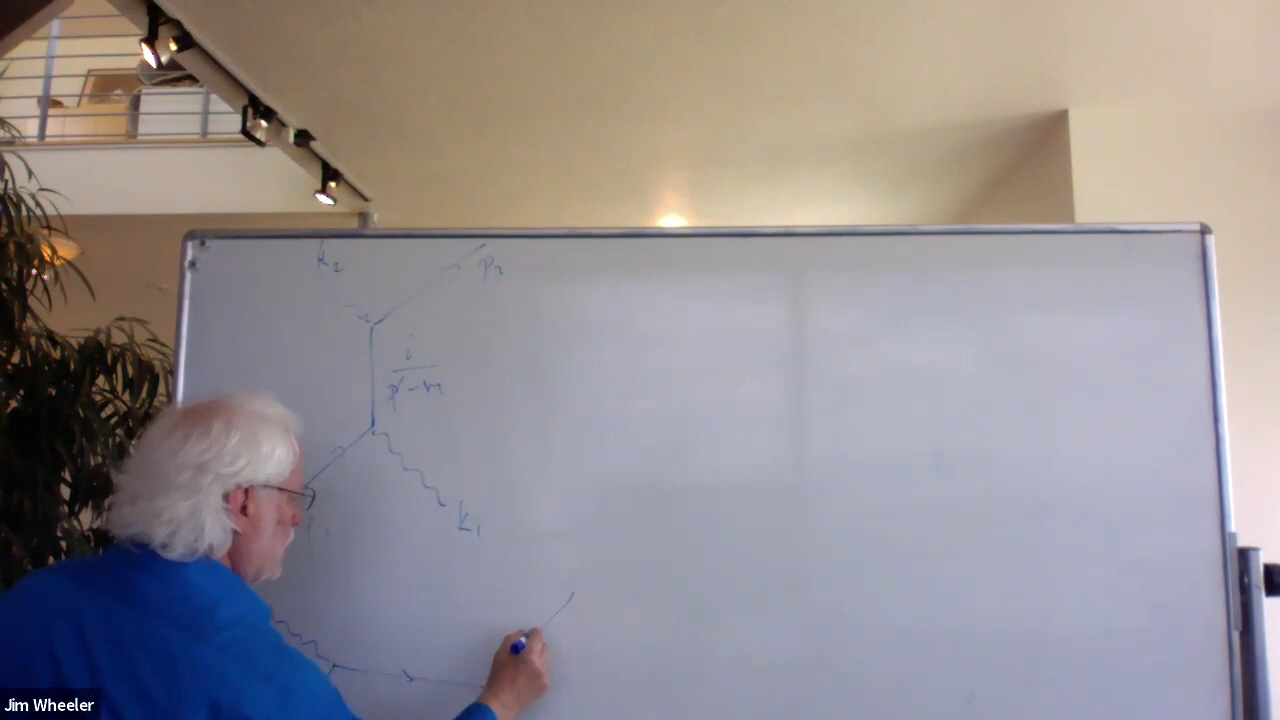 k₂
p₂
i
p̸-m
k₁
Jim Wheeler